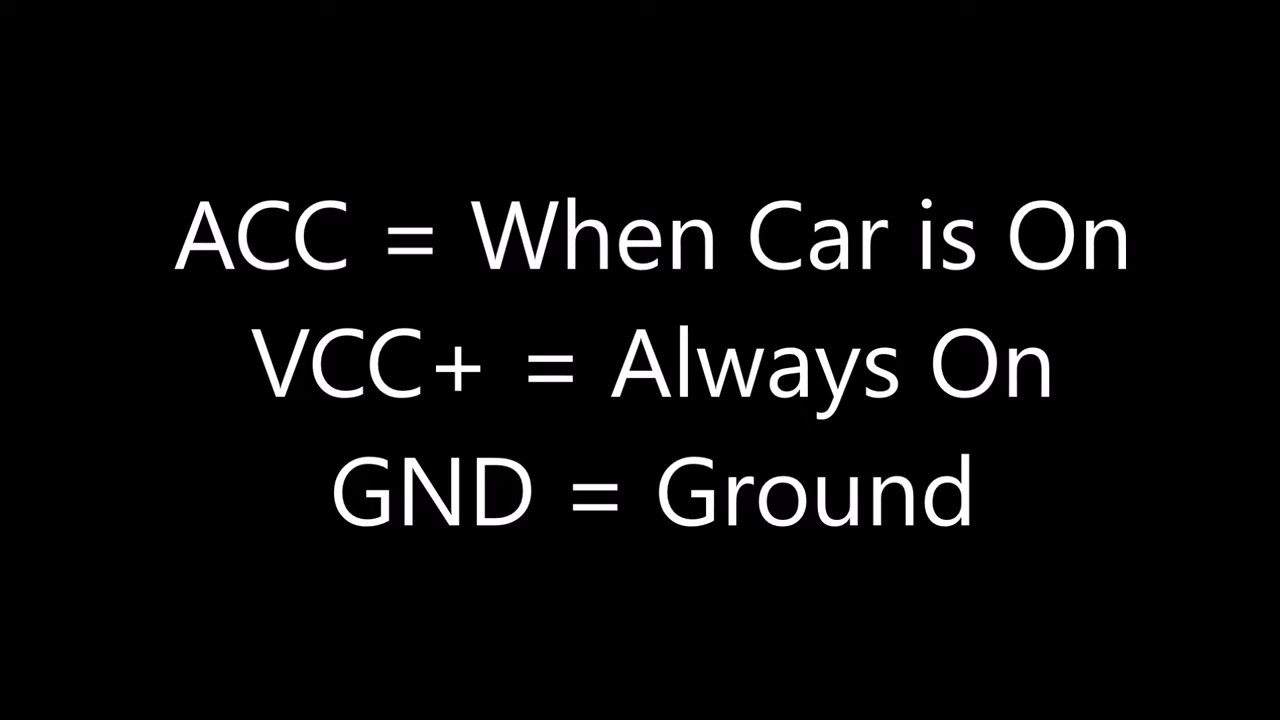 ACC = When Car is On
VCC+ = Always On
GND = Ground